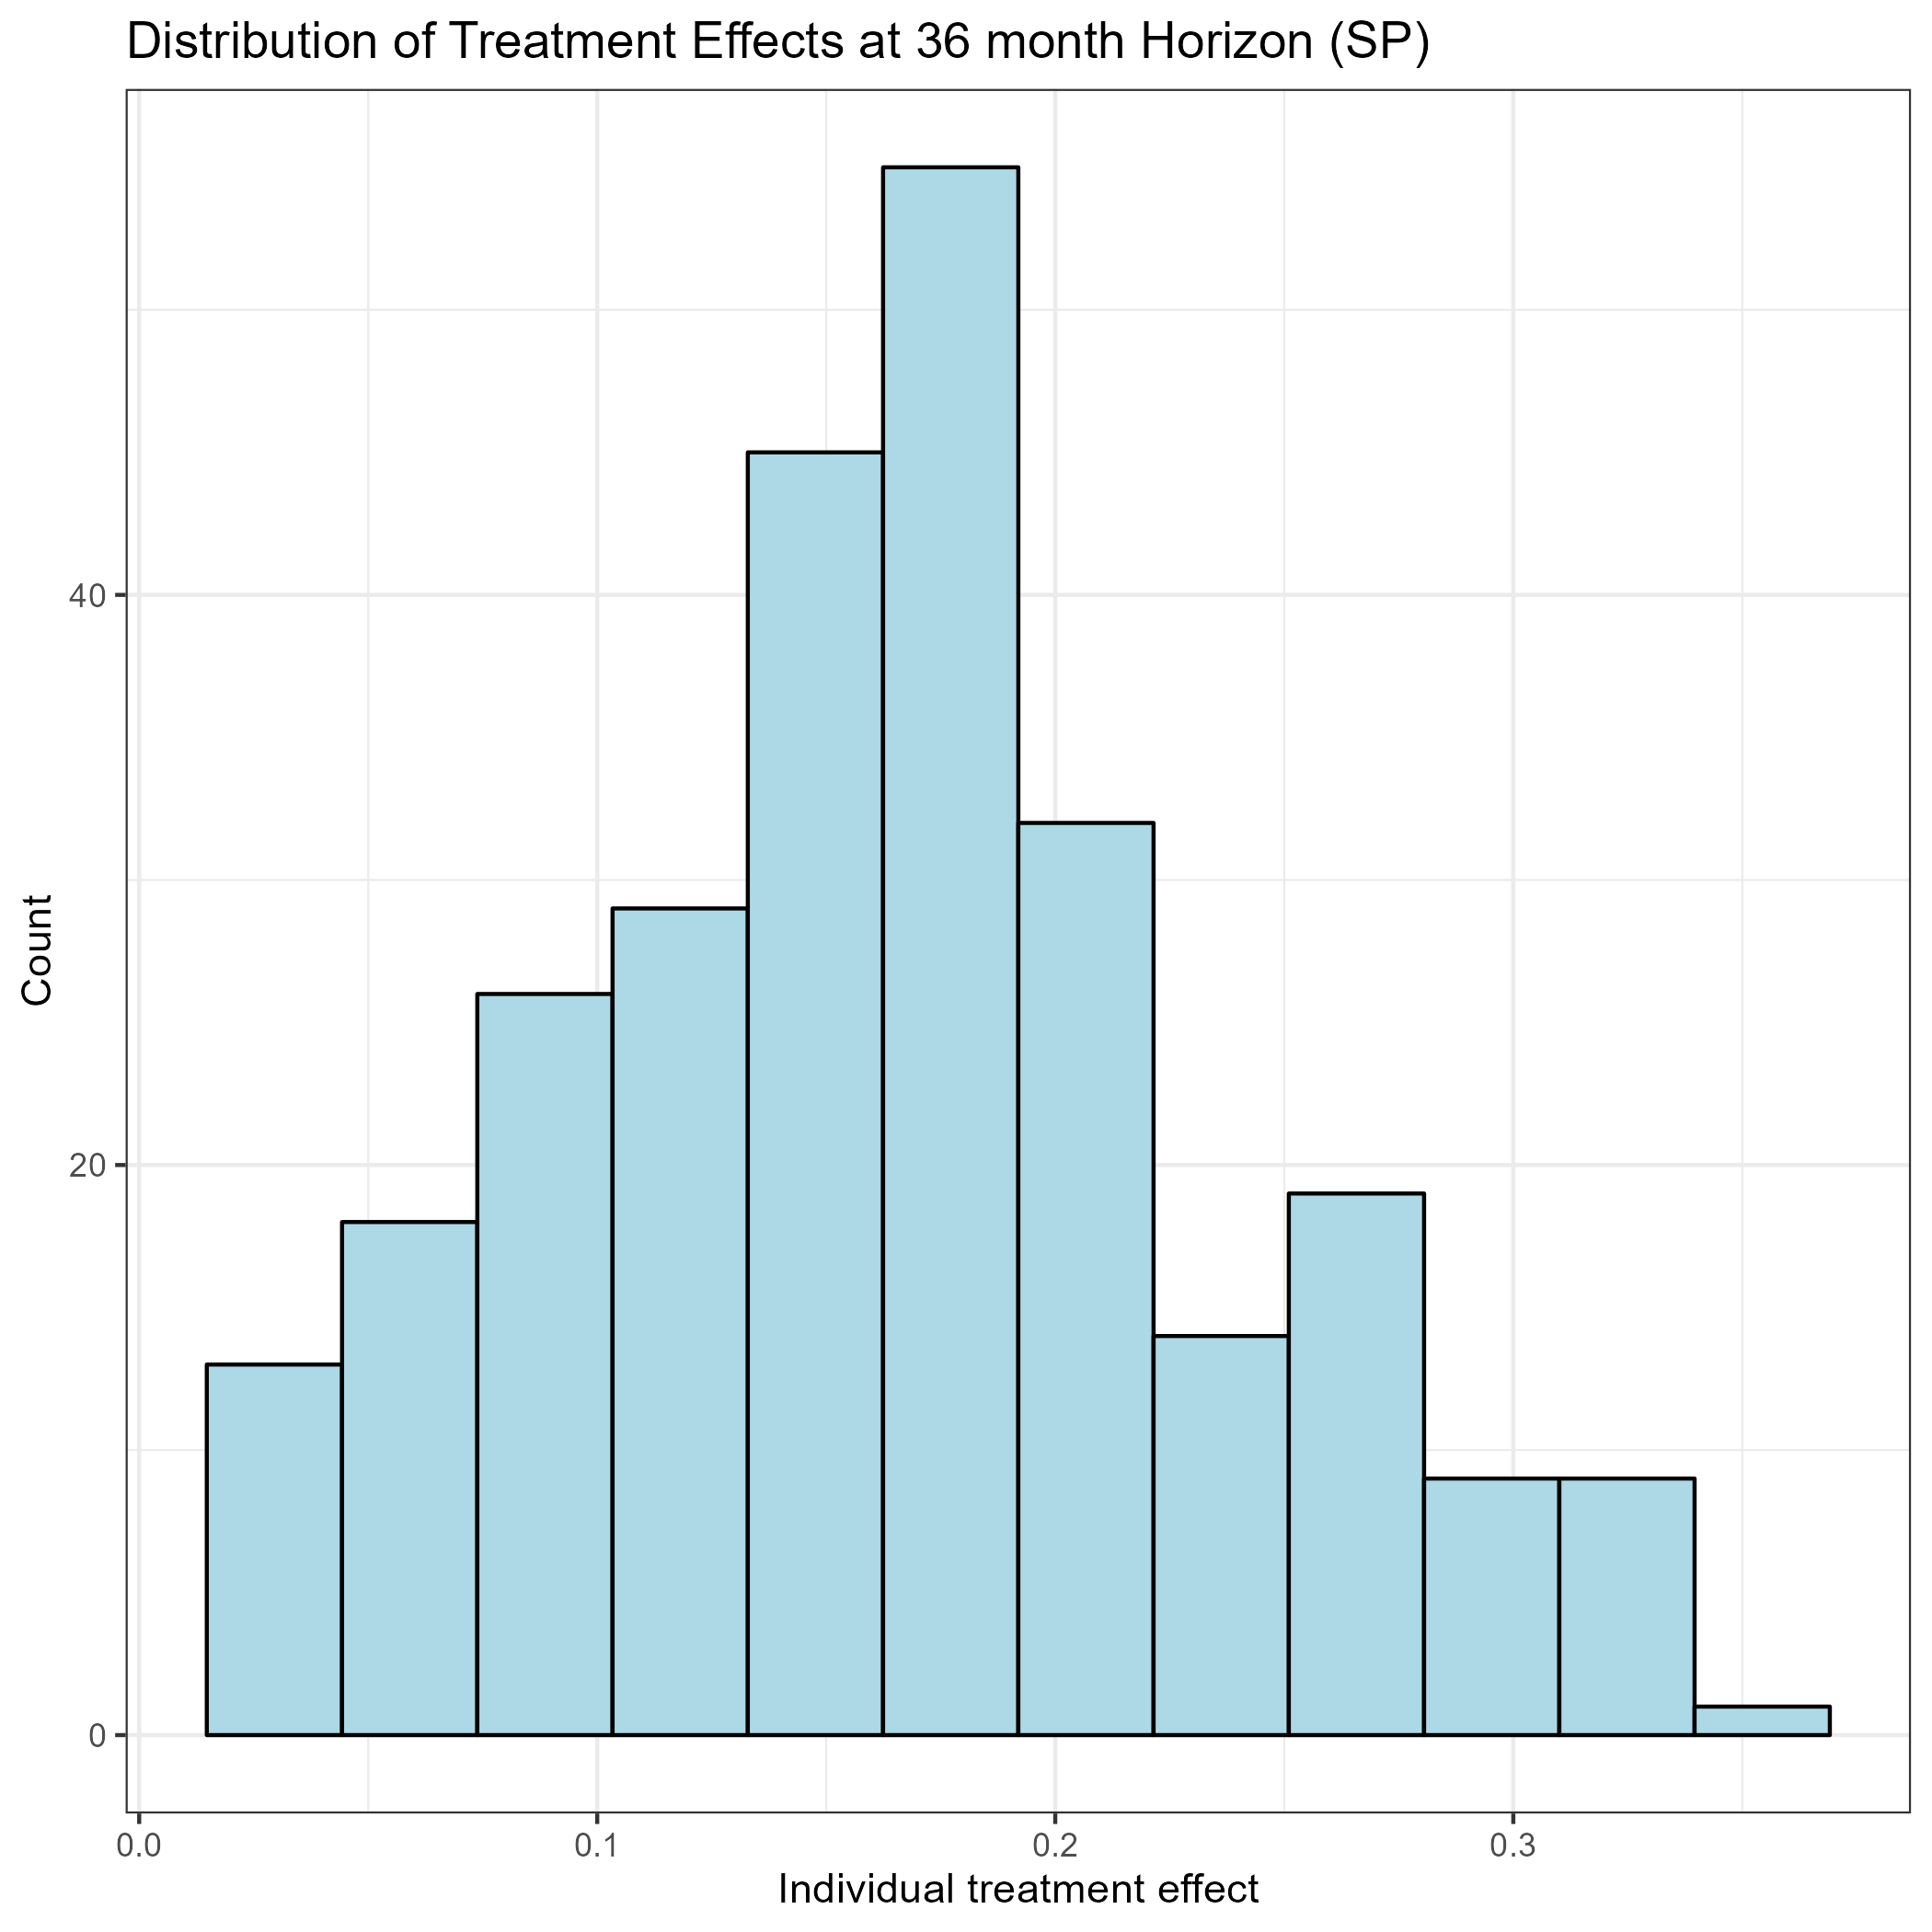 Distribution of Treatment Effects at 36 month Horizon (SP)
Count
40
20
0
0.0 0.1 0.2 0.3
Individual treatment effect